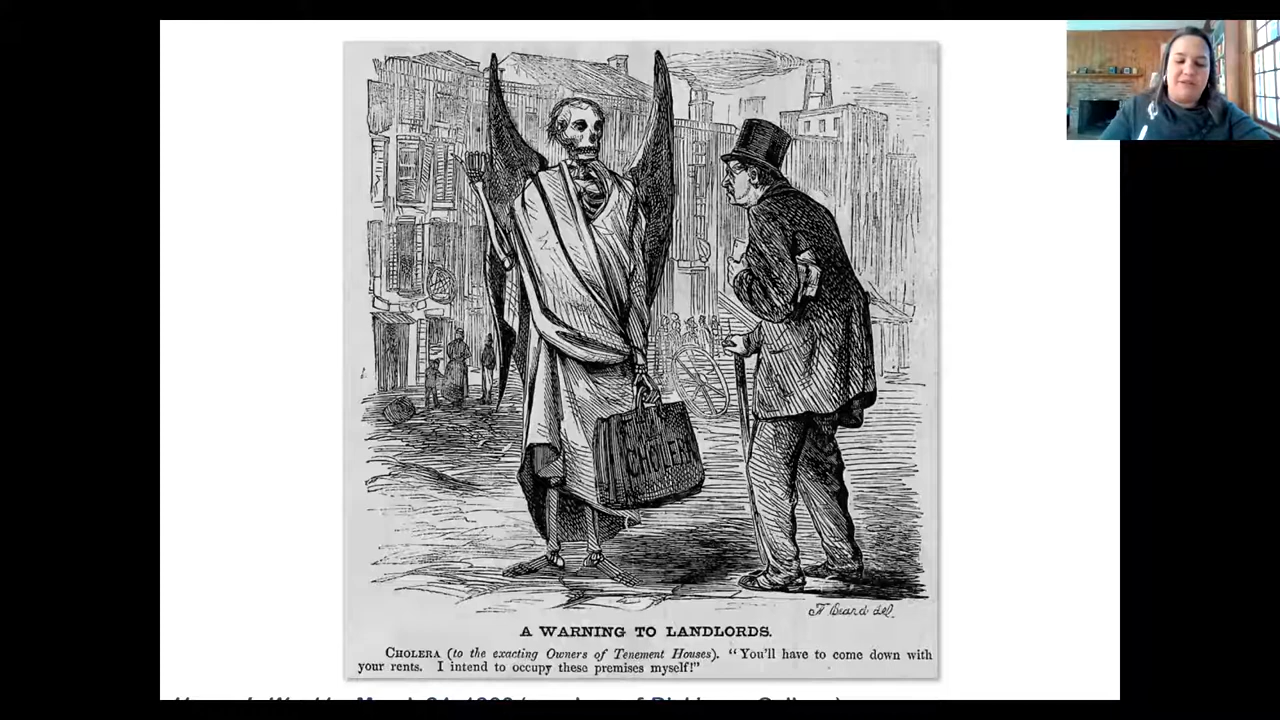 CHOLERA
F Beard del.
A WARNING TO LANDLORDS.
CHOLERA (to the exacting Owners of Tenement Houses). "You'll have to come down with
your rents. I intend to occupy these premises myself!"